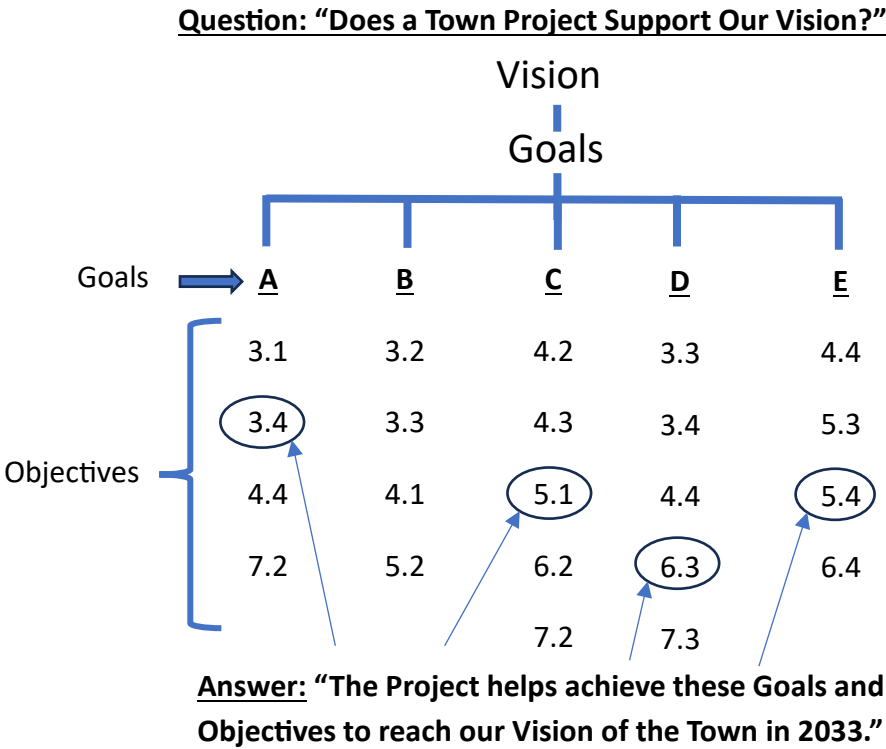 Question: “Does a Town Project Support Our Vision?”
Vision
Goals
Goals A B C D E
3.1 3.2 4.2 3.3 4.4
3.4 3.3 4.3 3.4 5.3
Objectives
4.4 4.1 5.1 4.4 5.4
7.2 5.2 6.2 6.3 6.4
7.2 7.3
Answer: “The Project helps achieve these Goals and
Objectives to reach our Vision of the Town in 2033.”